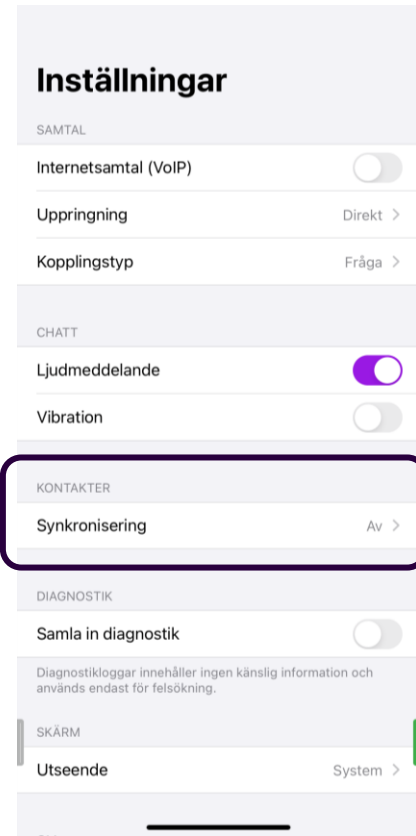 Inställningar
SAMTAL
Internetsamtal (VoIP)
Uppringning Direkt >
Kopplingstyp Fråga >
CHATT
Ljudmeddelande
Vibration
KONTAKTER
Synkronisering Av >
DIAGNOSTIK
Samla in diagnostik
Diagnostikloggar innehåller ingen känslig information och
används endast för felsökning.
SKÄRM
Utseende System >